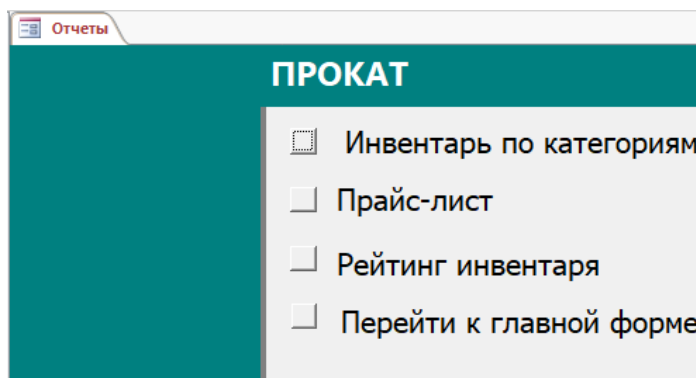 Отчеты
ПРОКАТ
Инвентарь по категориям
Прайс-лист
Рейтинг инвентаря
Перейти к главной форме